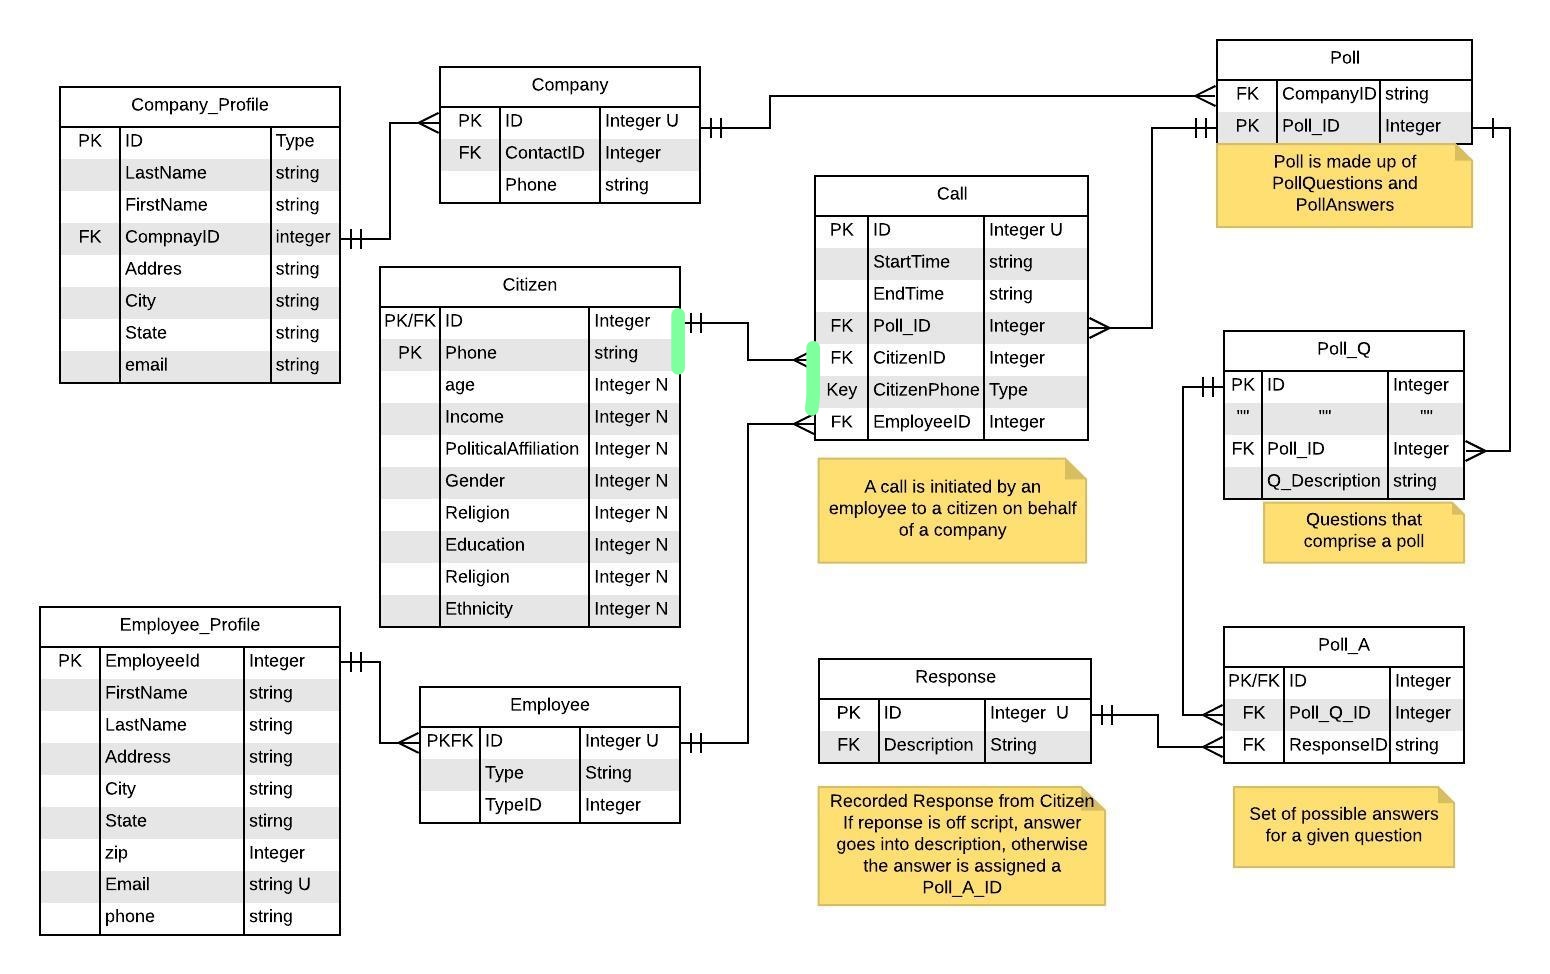 Company_Profile
PK ID Type
LastName string
FirstName string
FK CompnayID integer
Addres string
City string
State string
email string
Company
PK ID Integer U
FK ContactID Integer
Phone string
Citizen
PK/FK ID Integer
PK Phone string
age Integer N
Income Integer N
PoliticalAffiliation Integer N
Gender Integer N
Religion Integer N
Education Integer N
Religion Integer N
Ethnicity Integer N
Employee_Profile
PK EmployeeId Integer
FirstName string
LastName string
Address string
City string
State stirng
zip Integer
Email string U
phone string
Employee
PKFK ID Integer U
Type String
TypeID Integer
Call
PK ID Integer U
StartTime string
EndTime string
FK Poll_ID Integer
FK CitizenID Integer
Key CitizenPhone Type
FK EmployeeID Integer
A call is initiated by an
employee to a citizen on behalf
of a company
Response
PK ID Integer U
FK Description String
Recorded Response from Citizen
If reponse is off script, answer
goes into description, otherwise
the answer is assigned a
Poll_A_ID
Poll
FK CompanyID string
PK Poll_ID Integer
Poll is made up of
PollQuestions and
PollAnswers
Poll_Q
PK ID Integer
"" "" ""
FK Poll_ID Integer
Q_Description string
Questions that
comprise a poll
Poll_A
PK/FK ID Integer
FK Poll_Q_ID Integer
FK ResponseID string
Set of possible answers
for a given question